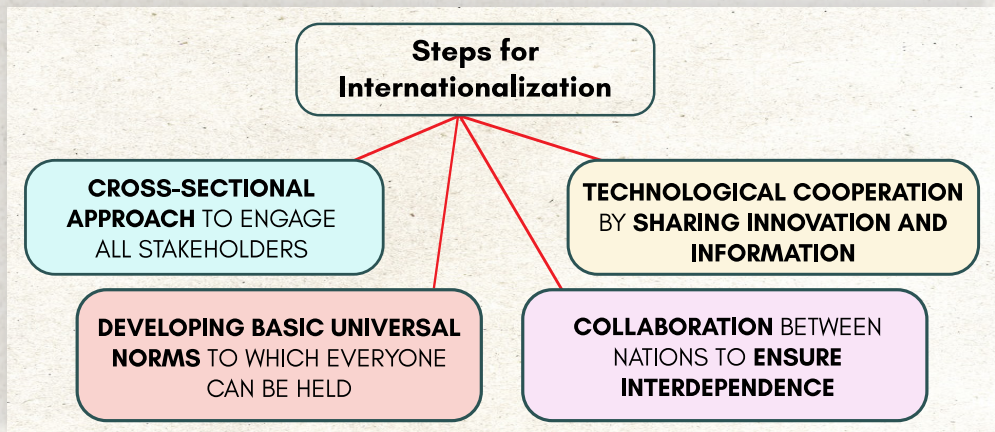 Steps for
Internationalization
CROSS-SECTIONAL
APPROACH TO ENGAGE
ALL STAKEHOLDERS
TECHNOLOGICAL COOPERATION
BY SHARING INNOVATION AND
INFORMATION
DEVELOPING BASIC UNIVERSAL
NORMS TO WHICH EVERYONE
CAN BE HELD
COLLABORATION BETWEEN
NATIONS TO ENSURE
INTERDEPENDENCE